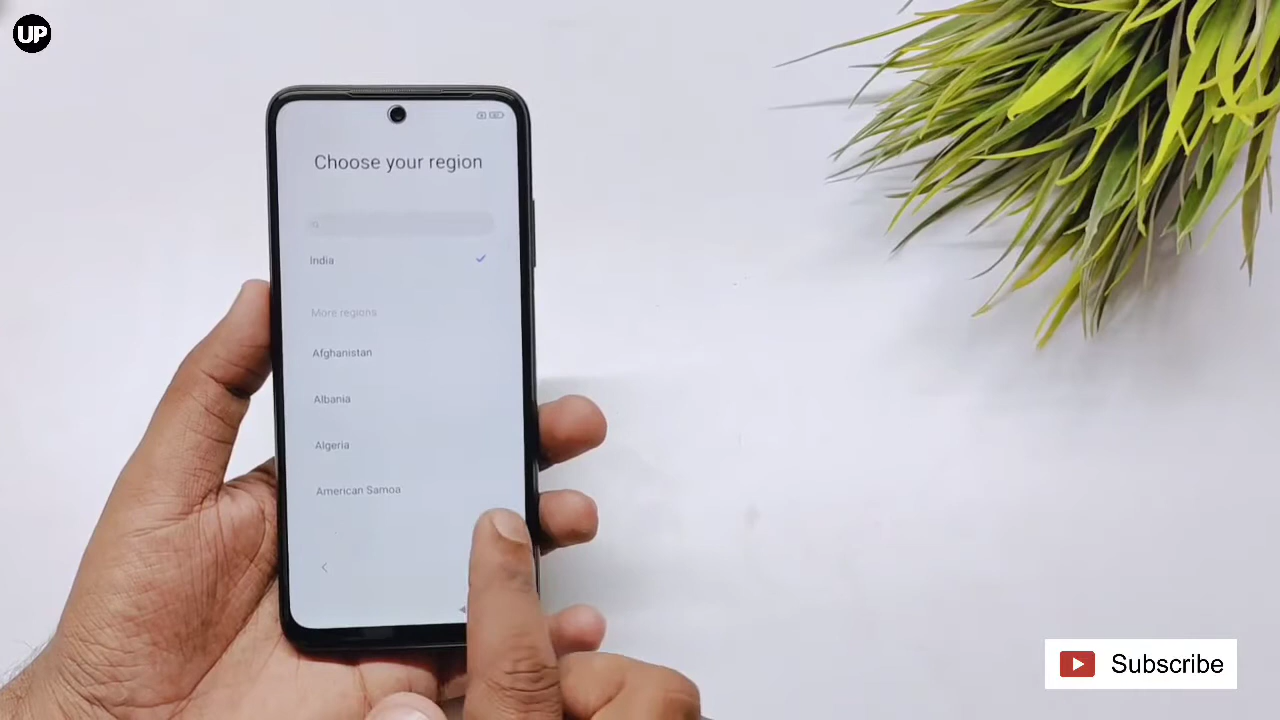 UP
Choose your region
India
More regions
Afghanistan
Albania
Algeria
American Samoa
Subscribe